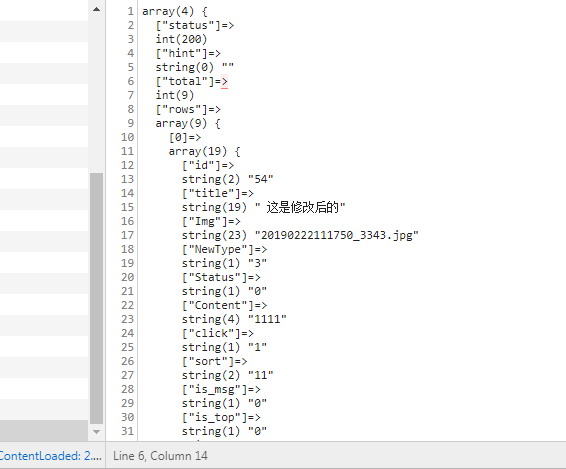 1 array(4) {
2 ["status"]=>
3 int(200)
4 ["hint"]=>
5 string(0) ""
6 ["total"]=>
7 int(9)
8 ["rows"]=>
9 array(9) {
10 [0]=>
11 array(19) {
12 ["id"]=>
13 string(2) "54"
14 ["title"]=>
15 string(19) " 这是修改后的"
16 ["Img"]=>
17 string(23) "20190222111750_3343.jpg"
18 ["NewType"]=>
19 string(1) "3"
20 ["Status"]=>
21 string(1) "0"
22 ["Content"]=>
23 string(4) "1111"
24 ["click"]=>
25 string(1) "1"
26 ["sort"]=>
27 string(2) "11"
28 ["is_msg"]=>
29 string(1) "0"
30 ["is_top"]=>
31 string(1) "0"
ContentLoaded: 2.... Line 6, Column 14